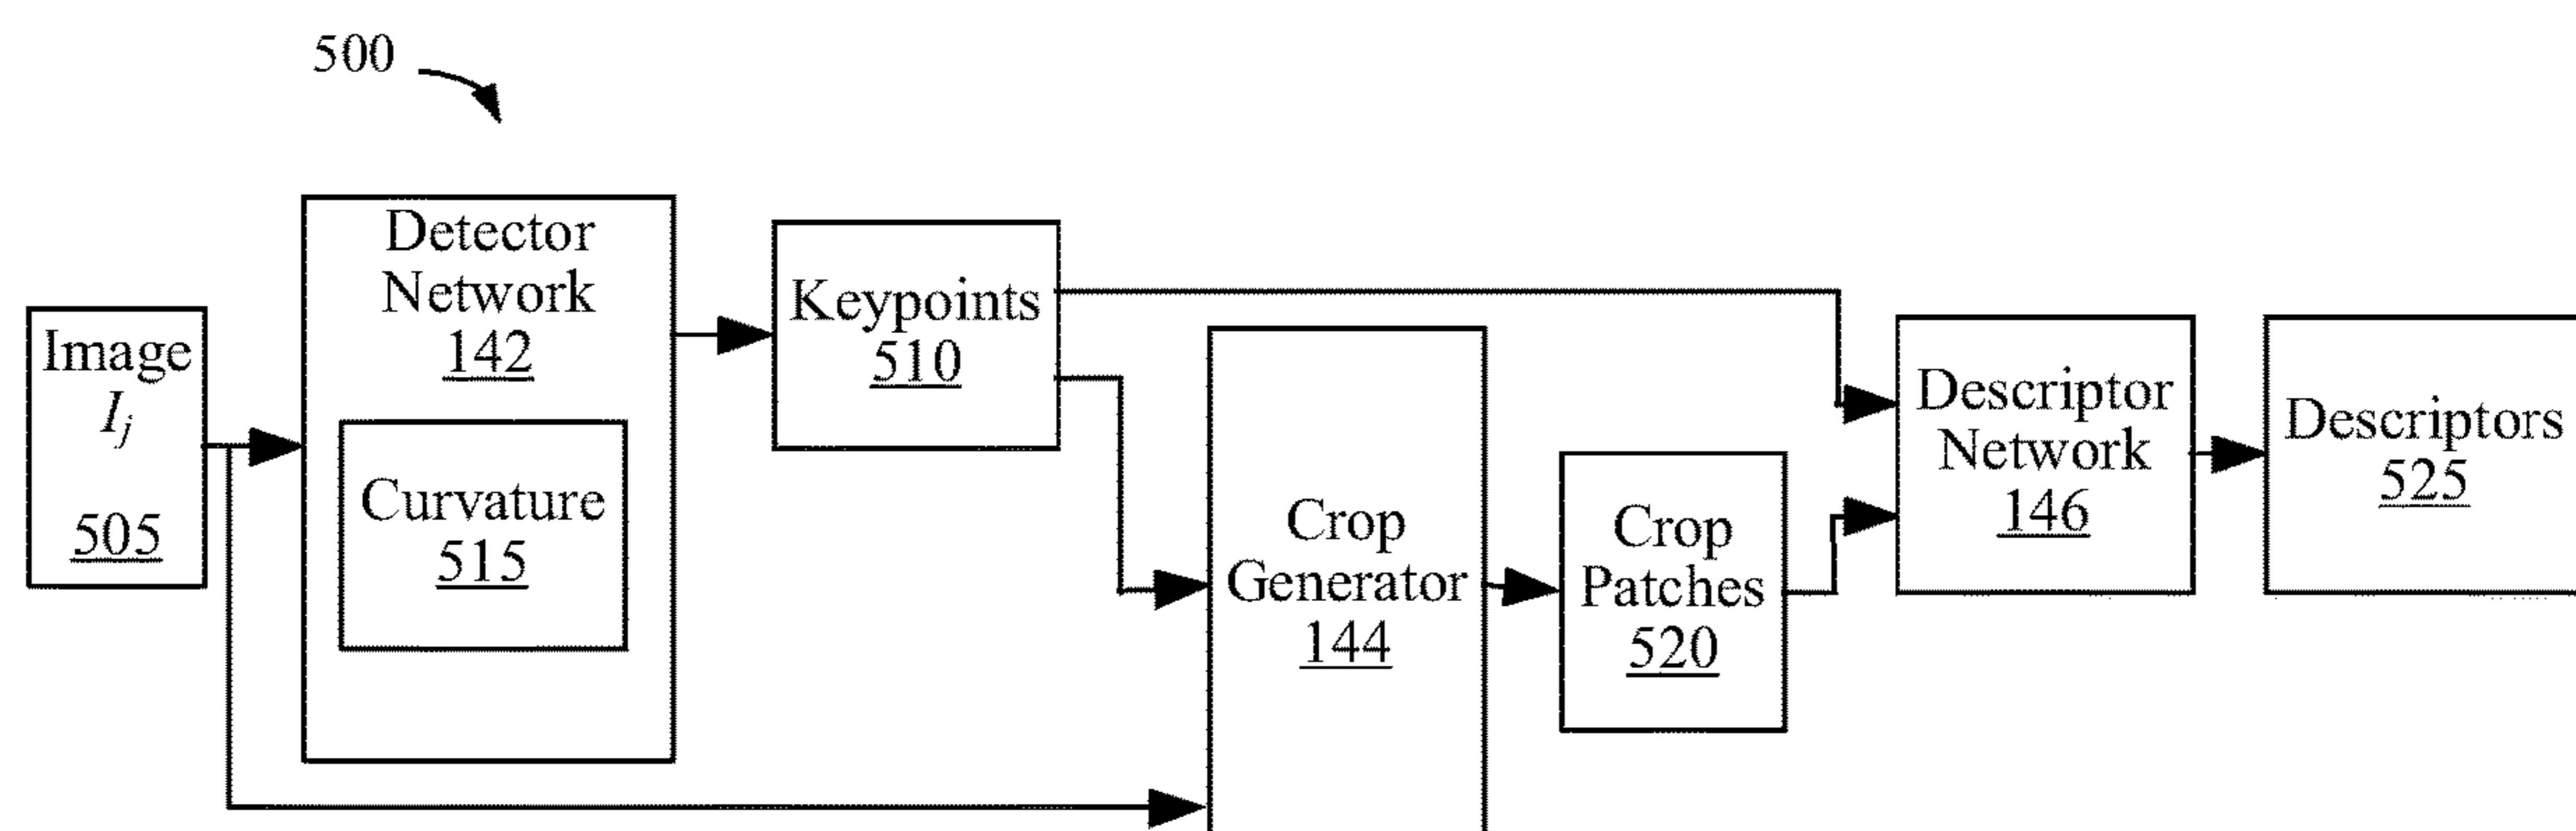 500
Image
Ij
505
Detector
Network
142
Curvature
515
Keypoints
510
Crop
Generator
144
Crop
Patches
520
Descriptor
Network
146
Descriptors
525